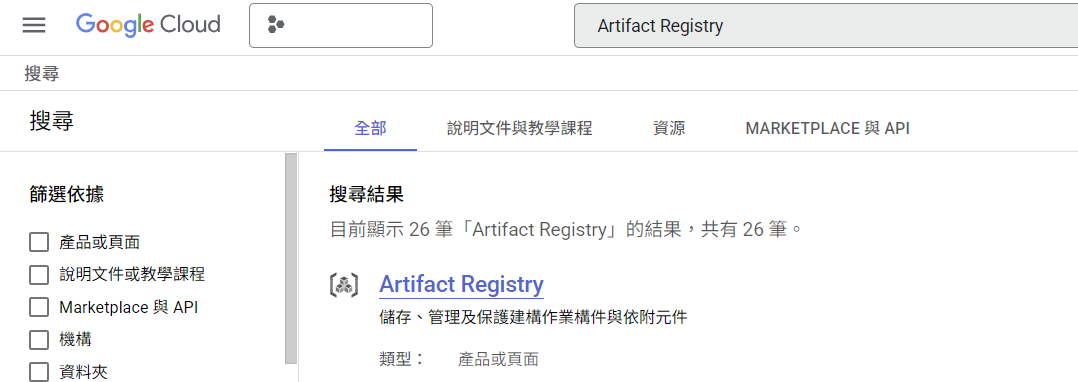 Google Cloud
Artifact Registry
搜尋
搜尋
全部
說明文件與教學課程
資源
MARKETPLACE 與 API
篩選依據
產品或頁面
說明文件或教學課程
Marketplace 與 API
機構
資料夾
搜尋結果
目前顯示 26 筆「Artifact Registry」的結果，共有 26 筆。
Artifact Registry
儲存、管理及保護建構作業構件與依附元件
類型： 產品或頁面